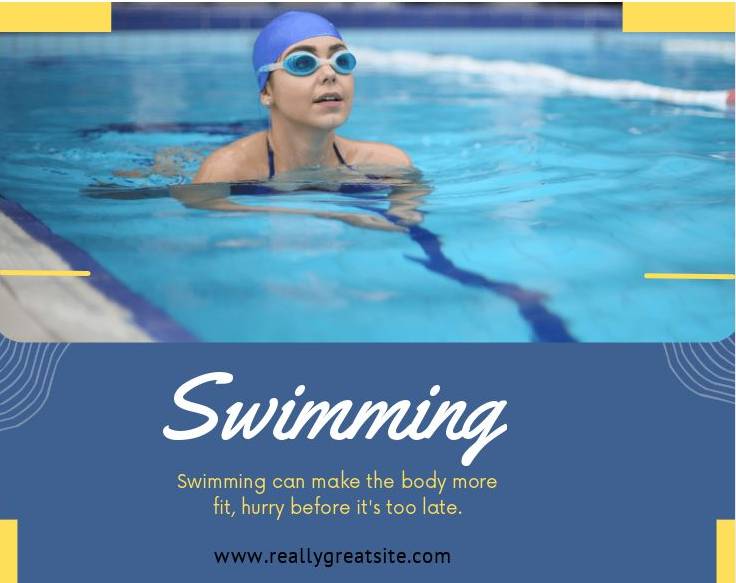 Swimming
Swimming can make the body more
fit, hurry before it's too late.
www.reallygreatsite.com